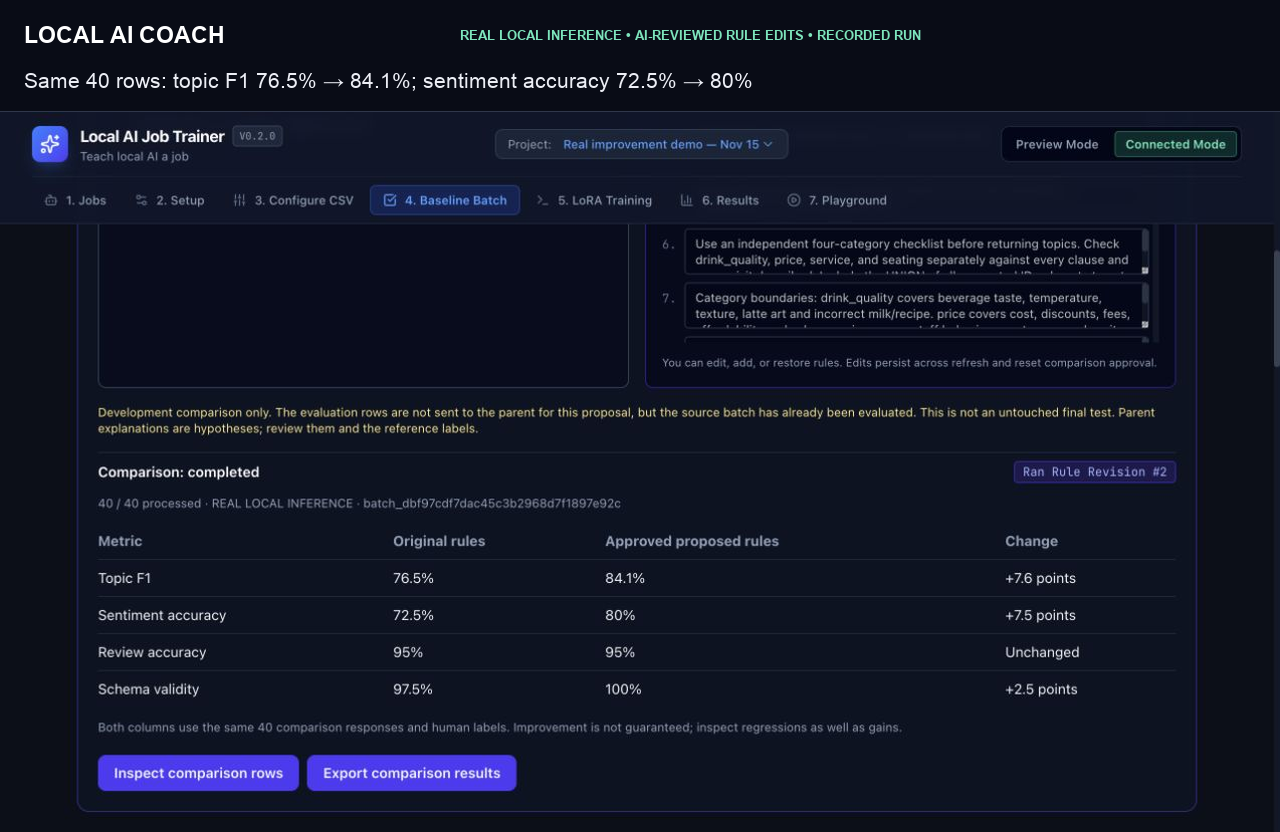 LOCAL AI COACH
REAL LOCAL INFERENCE • AI-REVIEWED RULE EDITS • RECORDED RUN
Same 40 rows: topic F1 76.5% → 84.1%; sentiment accuracy 72.5% → 80%
Local AI Job Trainer V0.2.0
Teach local AI a job
Project: Real improvement demo — Nov 15
Preview Mode Connected Mode
1. Jobs 2. Setup 3. Configure CSV 4. Baseline Batch 5. LoRA Training 6. Results 7. Playground
6. Use an independent four-category checklist before returning topics. Check
drink_quality, price, service, and seating separately against every clause and
7. Category boundaries: drink_quality covers beverage taste, temperature,
texture, latte art and incorrect milk/recipe. price covers cost, discounts, fees,
You can edit, add, or restore rules. Edits persist across refresh and reset comparison approval.
Development comparison only. The evaluation rows are not sent to the parent for this proposal, but the source batch has already been evaluated. This is not an untouched final test. Parent
explanations are hypotheses; review them and the reference labels.
Comparison: completed
Ran Rule Revision #2
40 / 40 processed · REAL LOCAL INFERENCE · batch_dbf97cdf7dac45c3b2968d7f1897e92c
Metric Original rules Approved proposed rules Change
Topic F1 76.5% 84.1% +7.6 points
Sentiment accuracy 72.5% 80% +7.5 points
Review accuracy 95% 95% Unchanged
Schema validity 97.5% 100% +2.5 points
Both columns use the same 40 comparison responses and human labels. Improvement is not guaranteed; inspect regressions as well as gains.
Inspect comparison rows Export comparison results